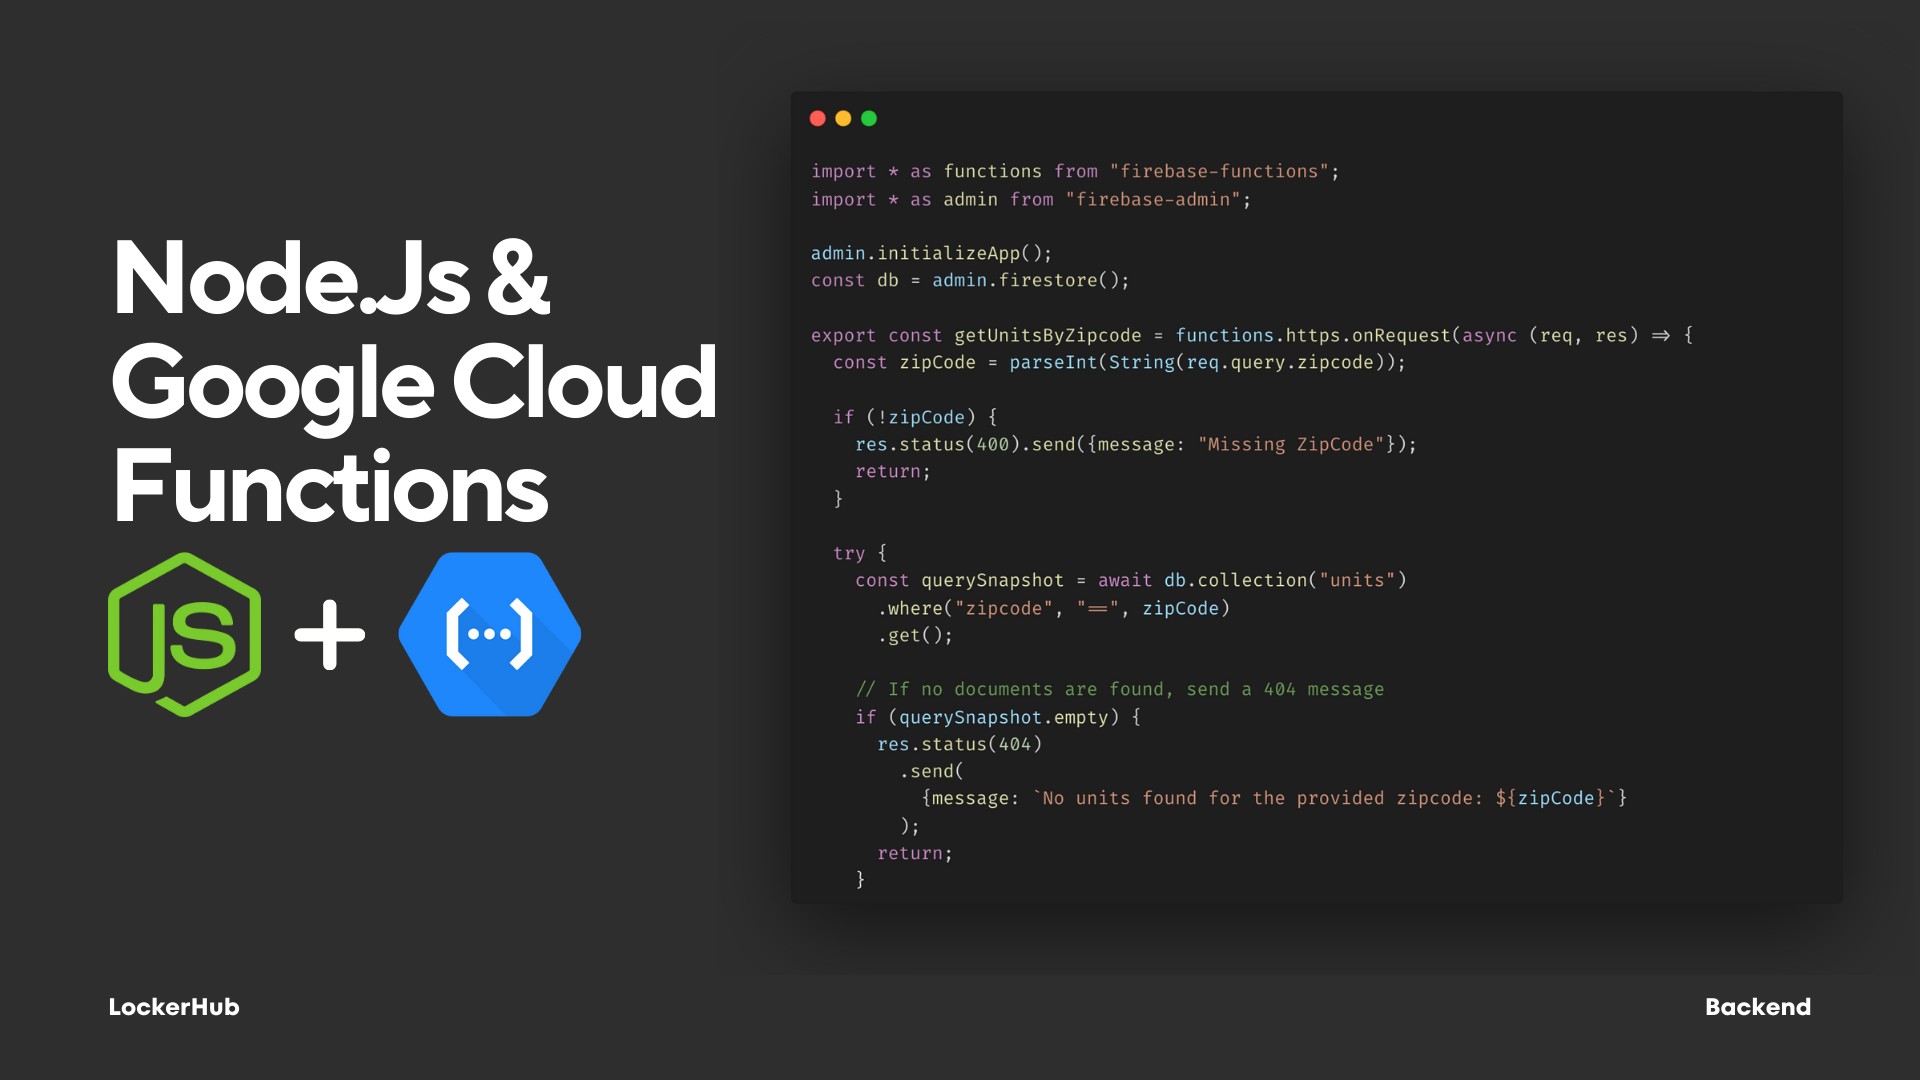 Node.Js &
Google Cloud
Functions
JS
import * as functions from "firebase-functions";
import * as admin from "firebase-admin";
admin.initializeApp();
const db = admin.firestore();
export const getUnitsByZipcode = functions.https.onRequest(async (req, res) => {
  const zipCode = parseInt(String(req.query.zipcode));
  if (!zipCode) {
    res.status(400).send({message: "Missing ZipCode"});
    return;
  }
  try {
    const querySnapshot = await db.collection("units")
      .where("zipcode", "==", zipCode)
      .get();
    // If no documents are found, send a 404 message
    if (querySnapshot.empty) {
      res.status(404)
        .send(
          {message: `No units found for the provided zipcode: ${zipCode}`}
        );
      return;
    }
LockerHub
Backend